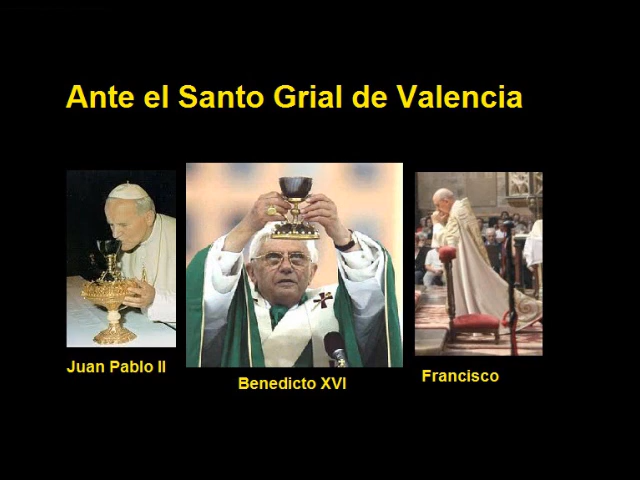 Ante el Santo Grial de Valencia
Juan Pablo II
Benedicto XVI
Francisco